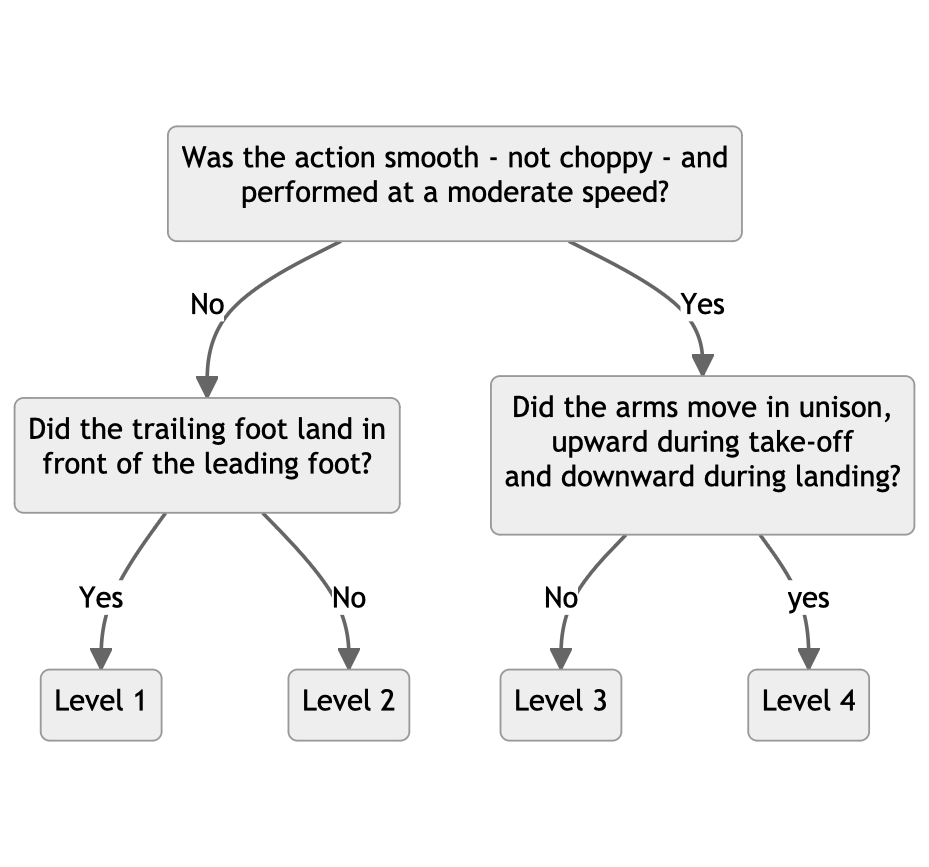 Was the action smooth - not choppy - and
performed at a moderate speed?
No
Yes
Did the trailing foot land in
front of the leading foot?
Did the arms move in unison,
upward during take-off
and downward during landing?
Yes
No
No
yes
Level 1
Level 2
Level 3
Level 4